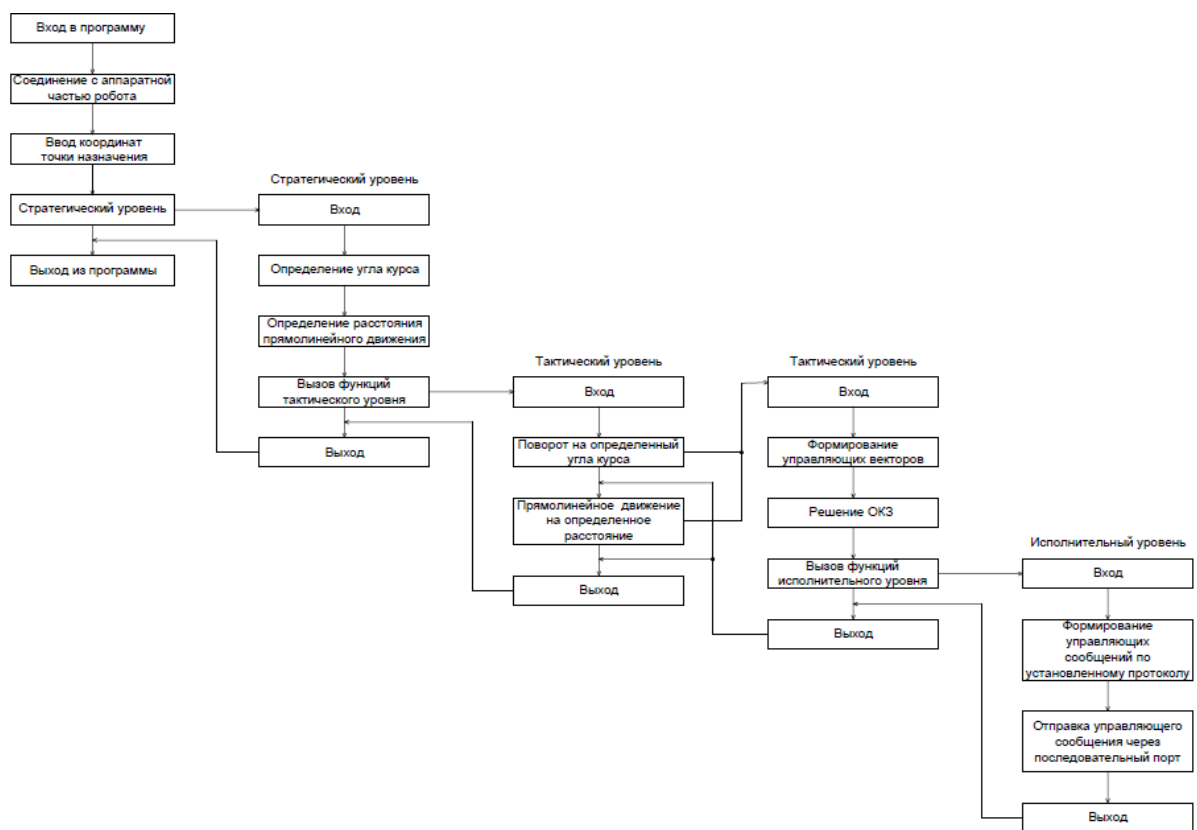 Вход в программу
Соединение с аппаратной
частью робота
Ввод координат
точки назначения
Стратегический уровень
Выход из программы
Стратегический уровень
Вход
Определение угла курса
Определение расстояния
прямолинейного движения
Вызов функций
тактического уровня
Выход
Тактический уровень
Вход
Поворот на определенный
угла курса
Прямолинейное движение
на определенное
расстояние
Выход
Тактический уровень
Вход
Формирование
управляющих векторов
Решение ОКЗ
Вызов функций
исполнительного уровня
Выход
Исполнительный уровень
Вход
Формирование
управляющих
сообщений по
установленному протоколу
Отправка управляющего
сообщения через
последовательный порт
Выход